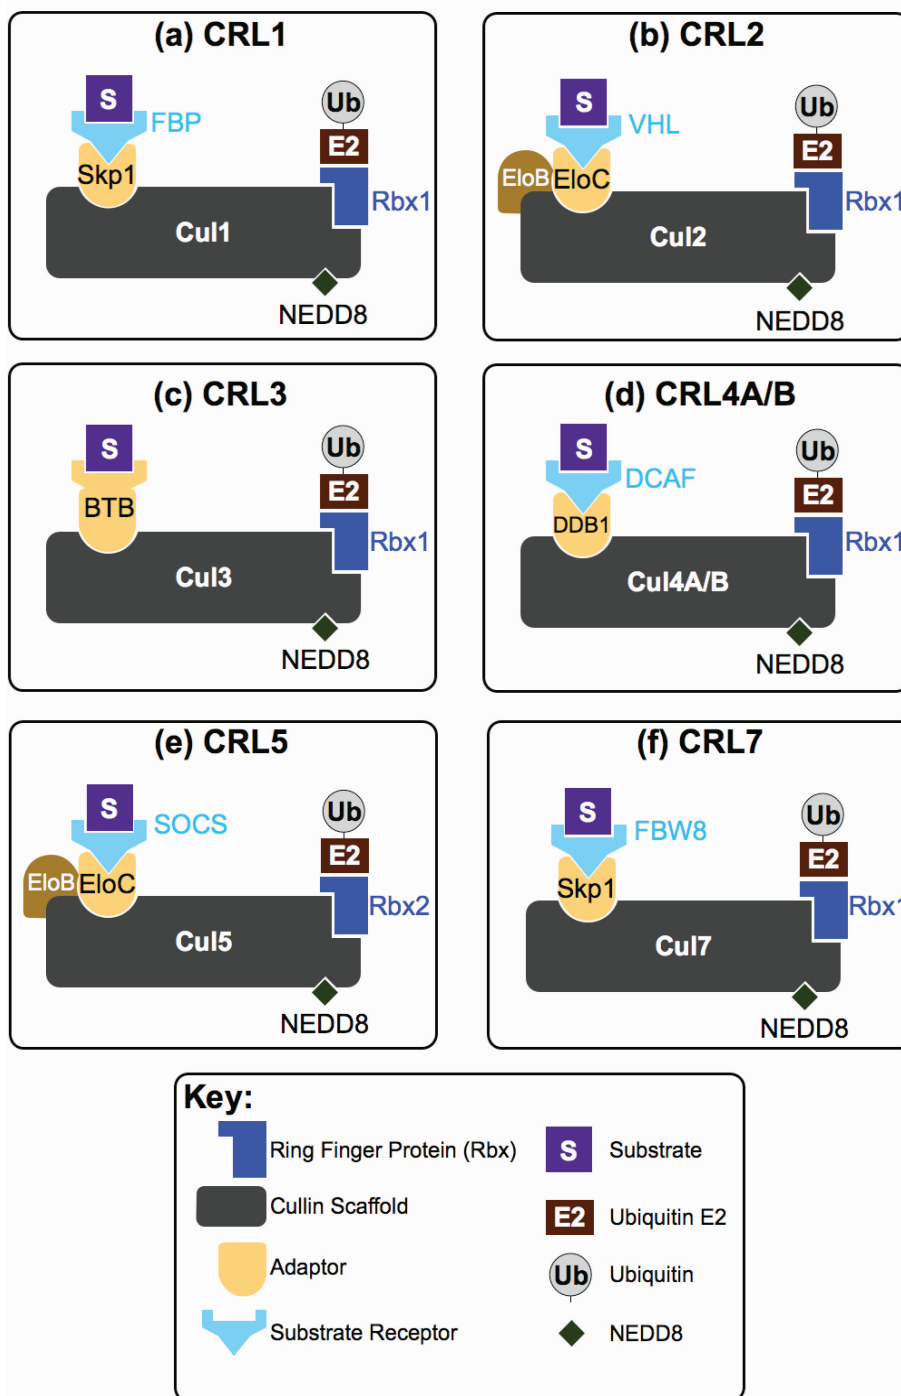 (a) CRL1
S
FBP
Skp1
Ub
E2
Rbx1
Cul1
NEDD8
(b) CRL2
S
VHL
EloB
EloC
Ub
E2
Rbx1
Cul2
NEDD8
(c) CRL3
S
BTB
Ub
E2
Rbx1
Cul3
NEDD8
(d) CRL4A/B
S
DCAF
DDB1
Ub
E2
Rbx1
Cul4A/B
NEDD8
(e) CRL5
S
SOCS
EloB
EloC
Ub
E2
Rbx2
Cul5
NEDD8
(f) CRL7
S
FBW8
Skp1
Ub
E2
Rbx1
Cul7
NEDD8
Key:
Ring Finger Protein (Rbx)
Cullin Scaffold
Adaptor
Substrate Receptor
S Substrate
E2 Ubiquitin E2
Ub Ubiquitin
NEDD8